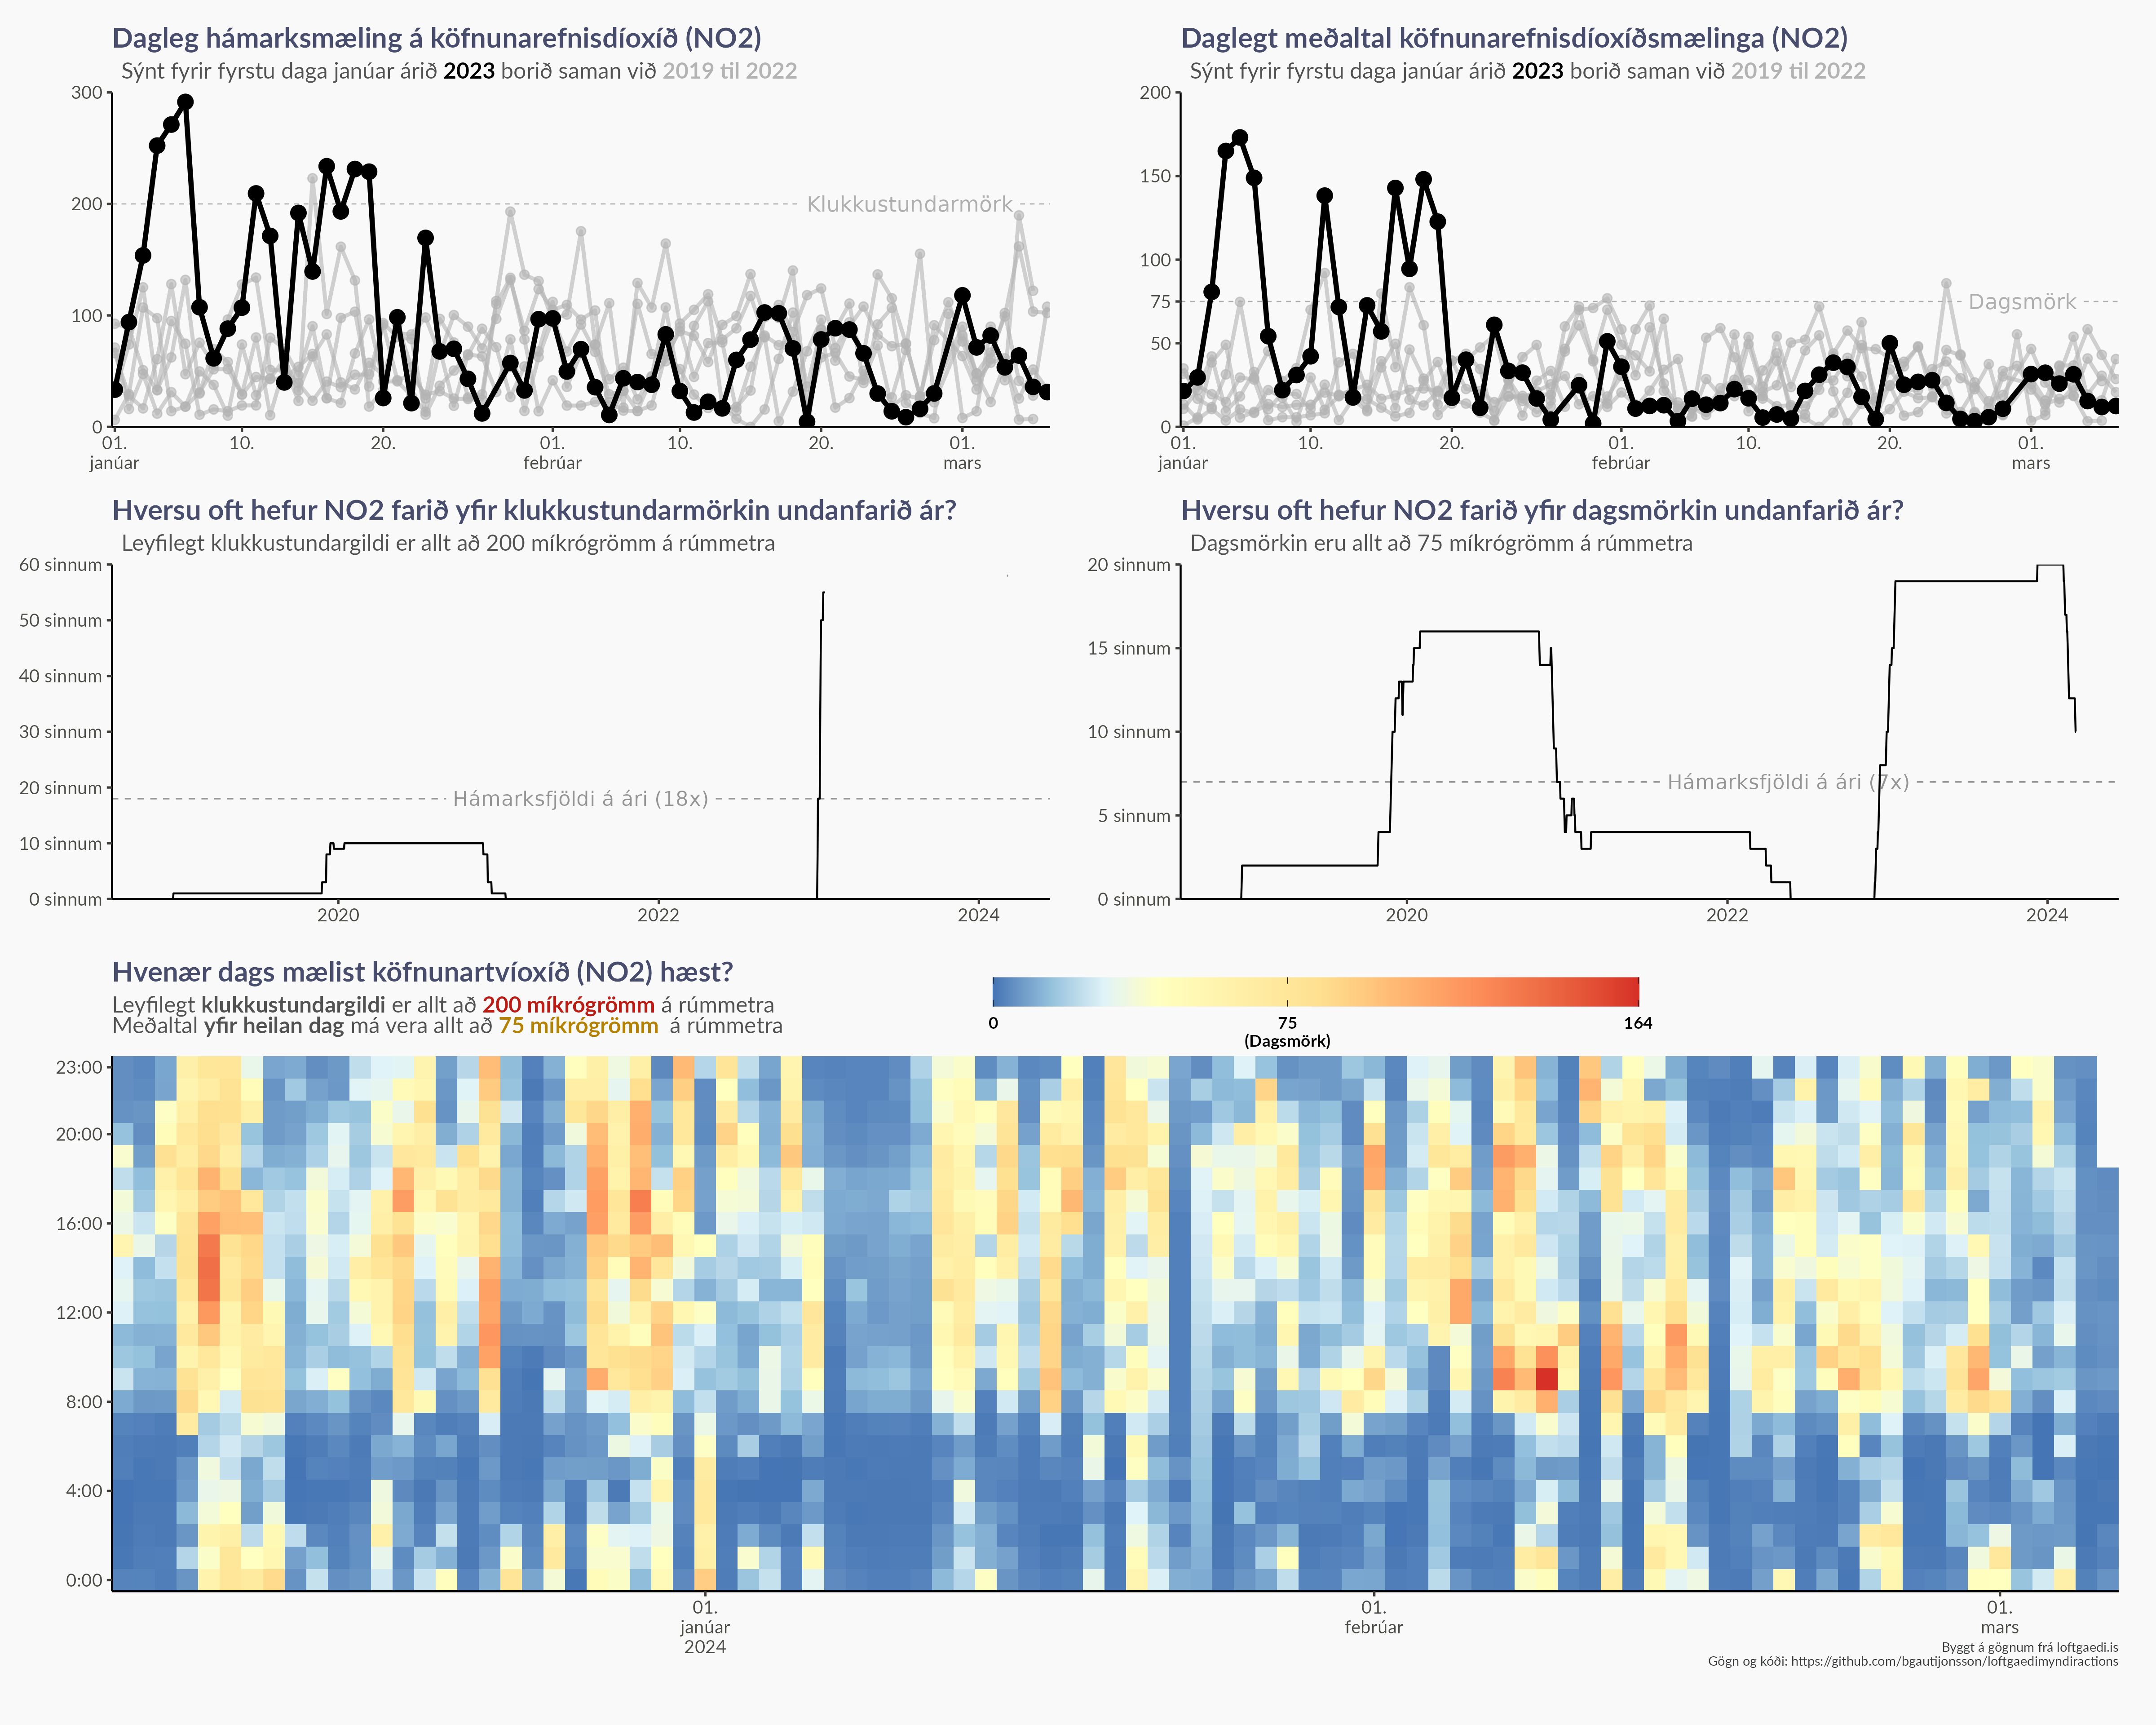 Dagleg hámarksmæling á köfnunarefnisdíoxíð (NO2)
Sýnt fyrir fyrstu daga janúar árið 2023 borið saman við 2019 til 2022
300
200
100
0
Klukkustundarmörk
01. 10. 20. 01. 10. 20. 01.
janúar febrúar mars
Daglegt meðaltal köfnunarefnisdíoxíðsmælinga (NO2)
Sýnt fyrir fyrstu daga janúar árið 2023 borið saman við 2019 til 2022
200
150
100
75
50
0
Dagsmörk
01. 10. 20. 01. 10. 20. 01.
janúar febrúar mars
Hversu oft hefur NO2 farið yfir klukkustundarmörkin undanfarið ár?
Leyfilegt klukkustundargildi er allt að 200 míkrógrömm á rúmmetra
60 sinnum
50 sinnum
40 sinnum
30 sinnum
20 sinnum
10 sinnum
0 sinnum
Hámarksfjöldi á ári (18x)
2020 2022 2024
Hversu oft hefur NO2 farið yfir dagsmörkin undanfarið ár?
Dagsmörkin eru allt að 75 míkrógrömm á rúmmetra
20 sinnum
15 sinnum
10 sinnum
5 sinnum
0 sinnum
Hámarksfjöldi á ári (7x)
2020 2022 2024
Hvenær dags mælist köfnunartvíoxíð (NO2) hæst?
Leyfilegt klukkustundargildi er allt að 200 míkrógrömm á rúmmetra
Meðaltal yfir heilan dag má vera allt að 75 míkrógrömm á rúmmetra
0 75 164
(Dagsmörk)
23:00
20:00
16:00
12:00
8:00
4:00
0:00
01. 01. 01.
janúar febrúar mars
2024
Byggt á gögnum frá loftgaedi.is
Gögn og kóði: https://github.com/bgautijonsson/loftgaedimyndiractions